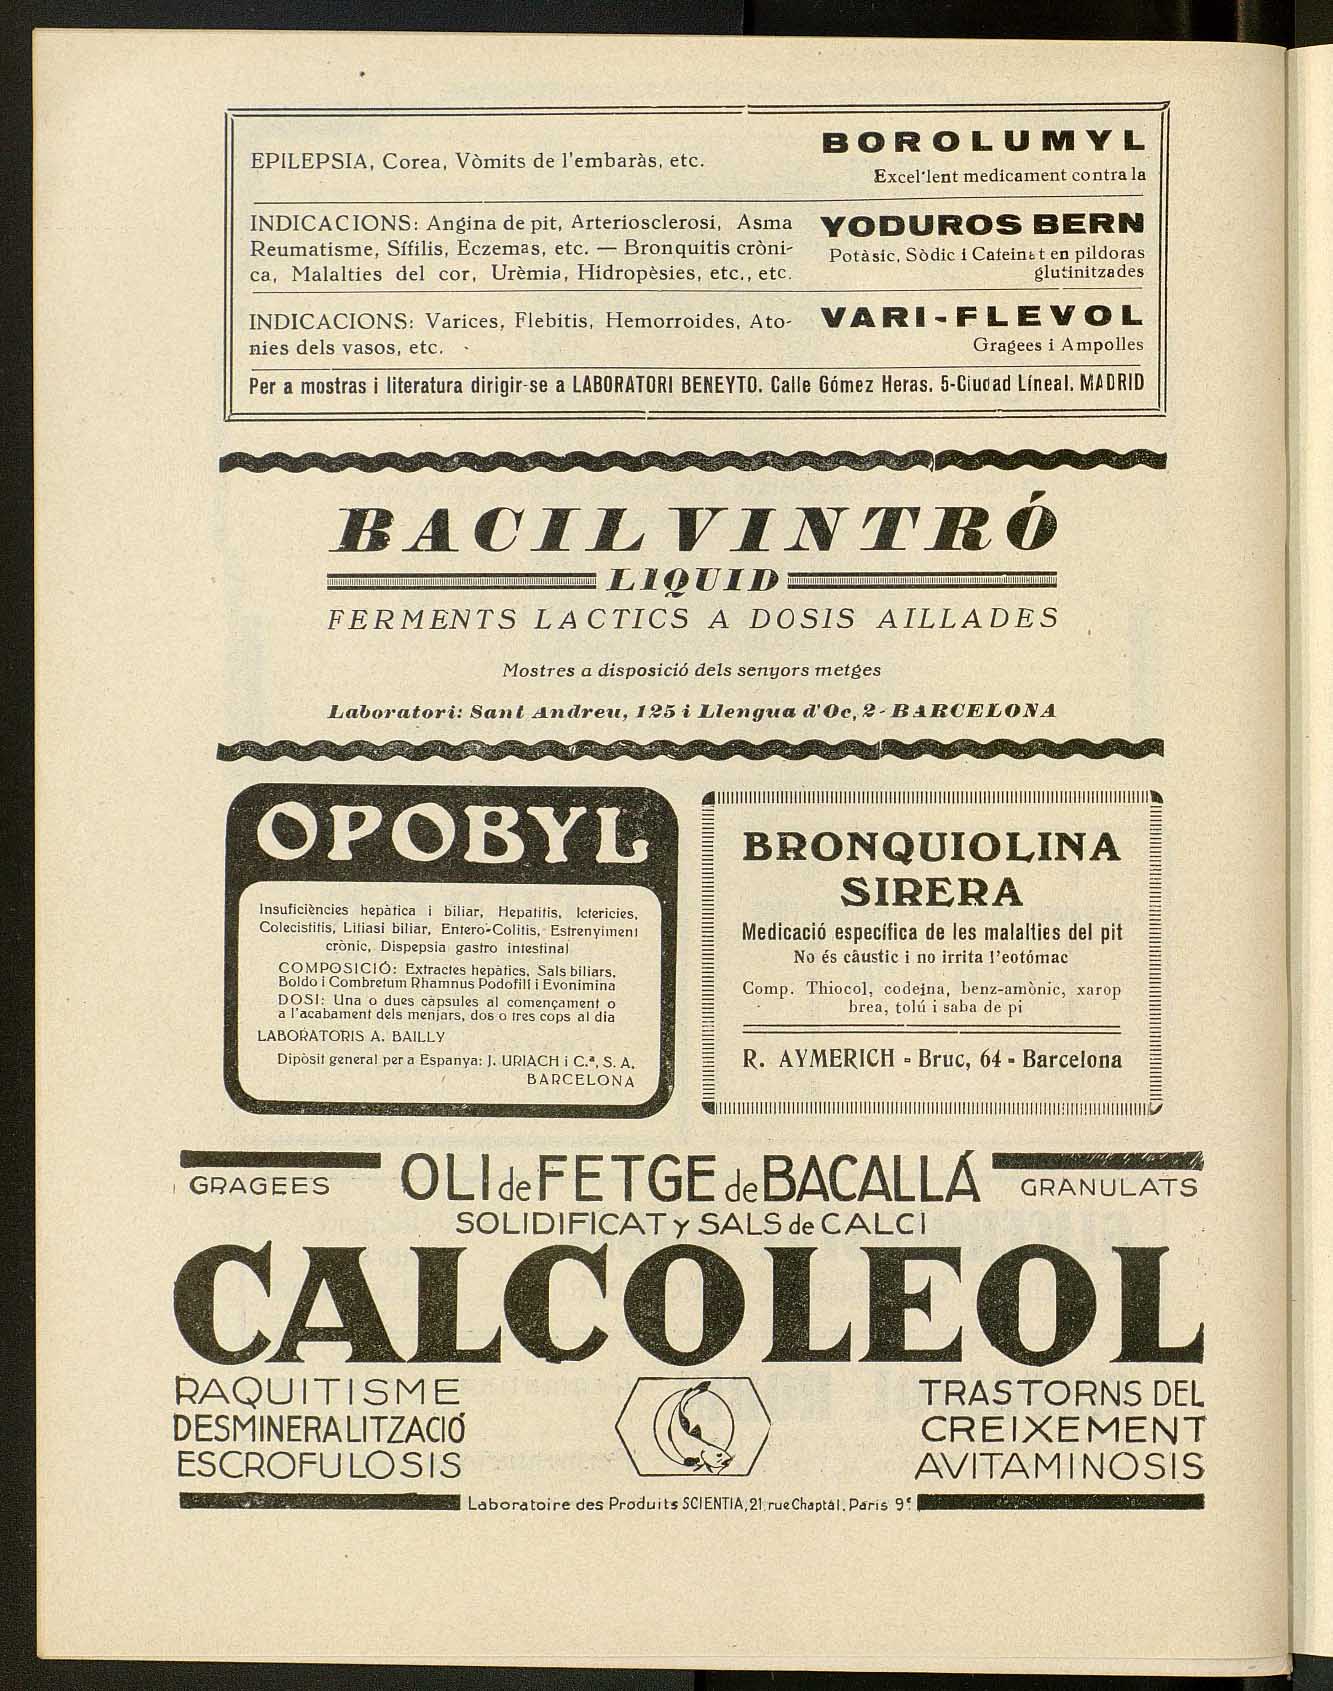 BOROLUMYL
EPILEPSIA, Corea, Vòmits de l'embaràs, etc.
Excel·lent medicament contra la
INDICACIONS: Angina de pit, Arteriosclerosi, Asma
Reumatisme, Sífilis, Eczemas, etc. — Bronquitis cròni-
ca, Malalties del cor, Urèmia, Hidropèsies, etc., etc.
YODUROS BERN
Potàsic, Sòdic i Cafeinat en pildoras
glutinitzades
INDICACIONS: Varices, Flebitis, Hemorroides, Ato-
nies dels vasos, etc.
VARI-FLEVOL
Gragees i Ampolles
Per a mostras i literatura dirigir-se a LABORATORI BENEYTO. Calle Gómez Heras. 5-Ciudad Líneal. MADRID
BACILVINTRÓ
LIQUID
FERMENTS LACTICS A DOSIS AILLADES
Mostres a disposició dels senyors metges
Laboratori: Sant Andreu, 125 i Llengua d'Oc, 2-BARCELONA
OPOBYL
Insuficiències hepàtica i biliar, Hepatitis, Ictericies,
Colecistitis, Litiasi biliar, Entero-Colitis, Estrenyiment
crònic, Dispepsia gastro intestinal
COMPOSICIÓ: Extractes hepàtics, Sals biliars,
Boldo i Combretum Rhamnus Podofill i Evonimina
DOSI: Una o dues càpsules al començament o
a l'acabament dels menjars, dos o tres cops al dia
LABORATORIS A. BAILLY
Dipòsit general per a Espanya: J. URIACH i C.ª, S. A.
BARCELONA
BRONQUIOLINA
SIRERA
Medicació específica de les malalties del pit
No és càustic i no irrita l'eotómac
Comp. Thiocol, codeina, benz-amònic, xarop
brea, tolú i saba de pi
R. AYMERICH - Bruc, 64 - Barcelona
GRAGEES
OLI de FETGE de BACALLÁ
GRANULATS
SOLIDIFICAT y SALS de CALCI
CALCOLEOL
RAQUITISME
DESMINERALITZACIÓ
ESCROFULOSIS
TRASTORNS DEL
CREIXEMENT
AVITAMINOSIS
Laboratoire des Produits SCIENTIA, 21, rue Chaptal. Paris 9ᵉ